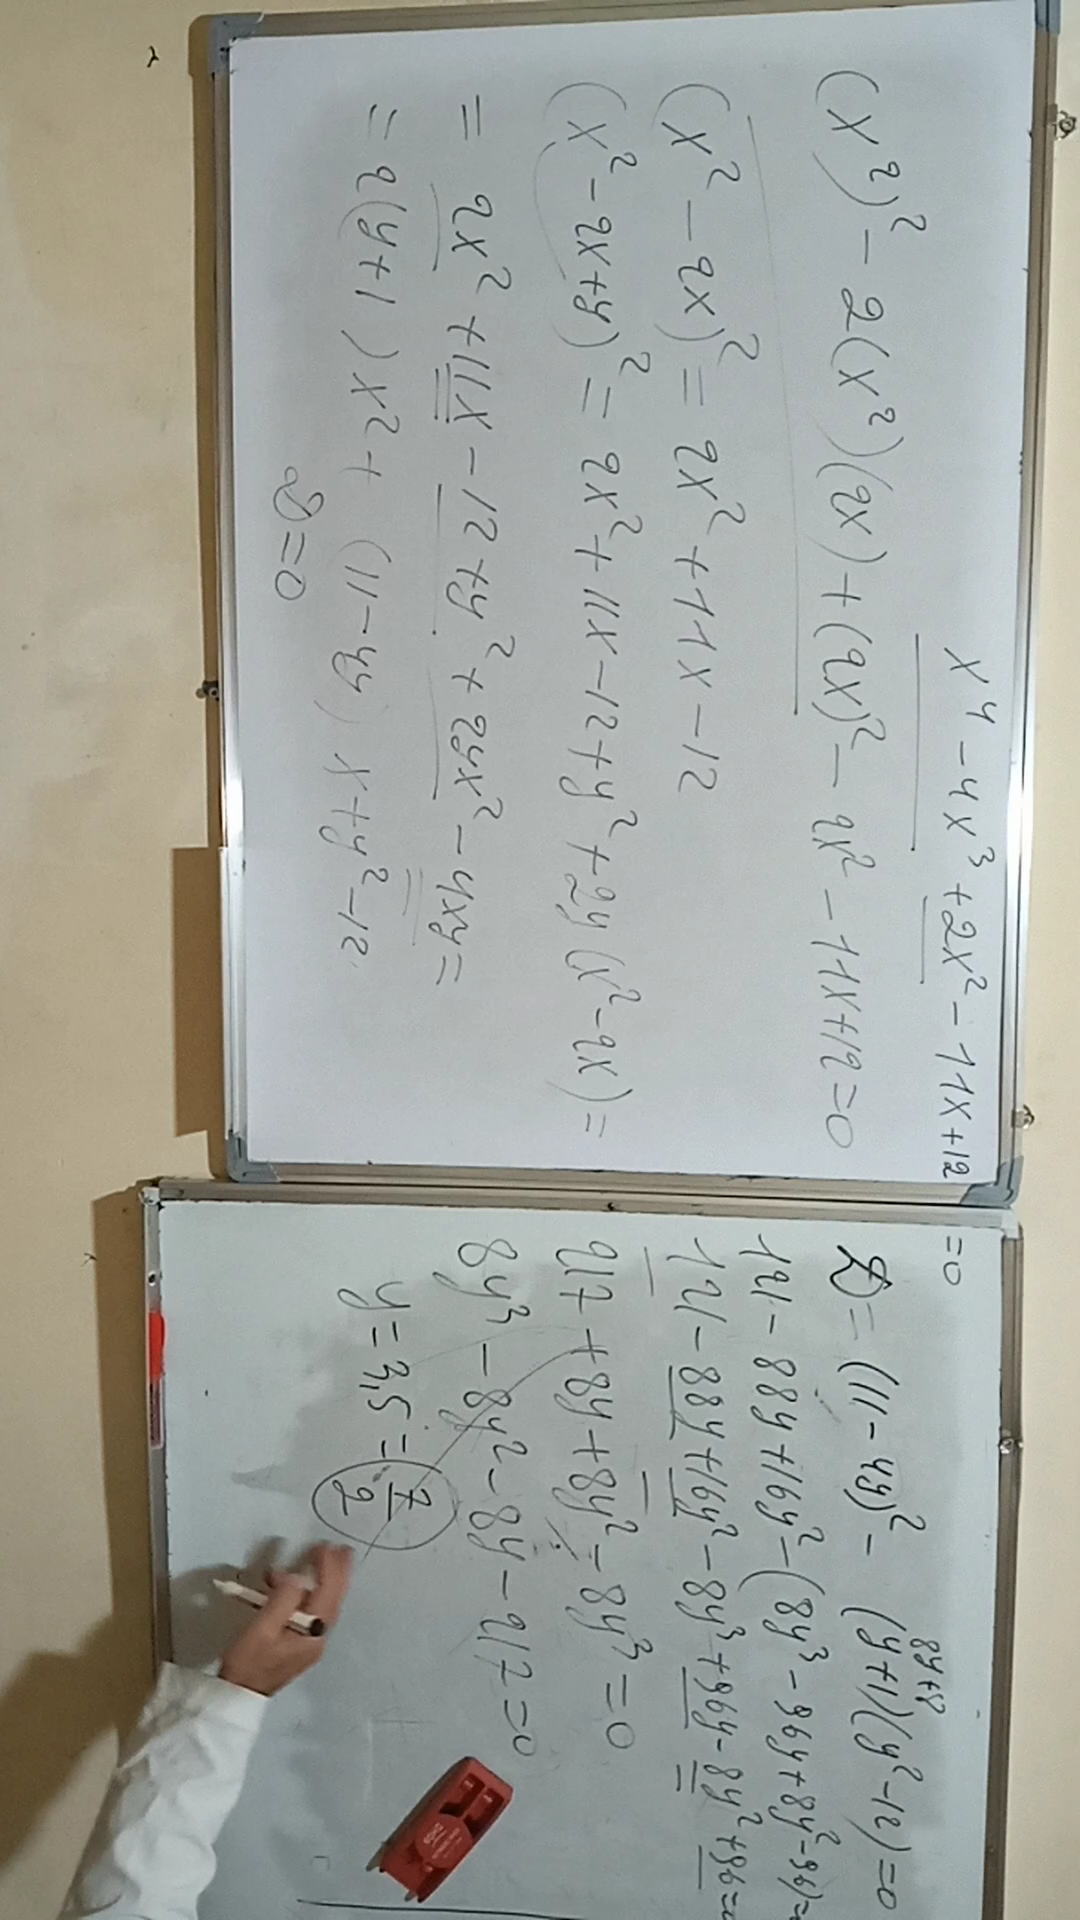 x⁴ - 4x³ + 2x² - 11x + 12 = 0
(x²)² - 2(x²)(2x) + (2x)² - 2x² - 11x + 12 = 0
(x² - 2x)² = 2x² + 11x - 12
(x² - 2x + y)² = 2x² + 11x - 12 + y² + 2y(x² - 2x) =
= 2x² + 11x - 12 + y² + 2yx² - 4xy =
= 2(y+1)x² + (11 - 4y)x + y² - 12
D = 0
8y+8
D = (11 - 4y)² - (y+1)(y² - 12) = 0
121 - 88y + 16y² - (8y³ - 96y + 8y² - 96) =
121 - 88y + 16y² - 8y³ + 96y - 8y² + 96 = 0
217 + 8y + 8y² - 8y³ = 0
8y³ - 8y² - 8y - 217 = 0
y = 3,5 = 7/2